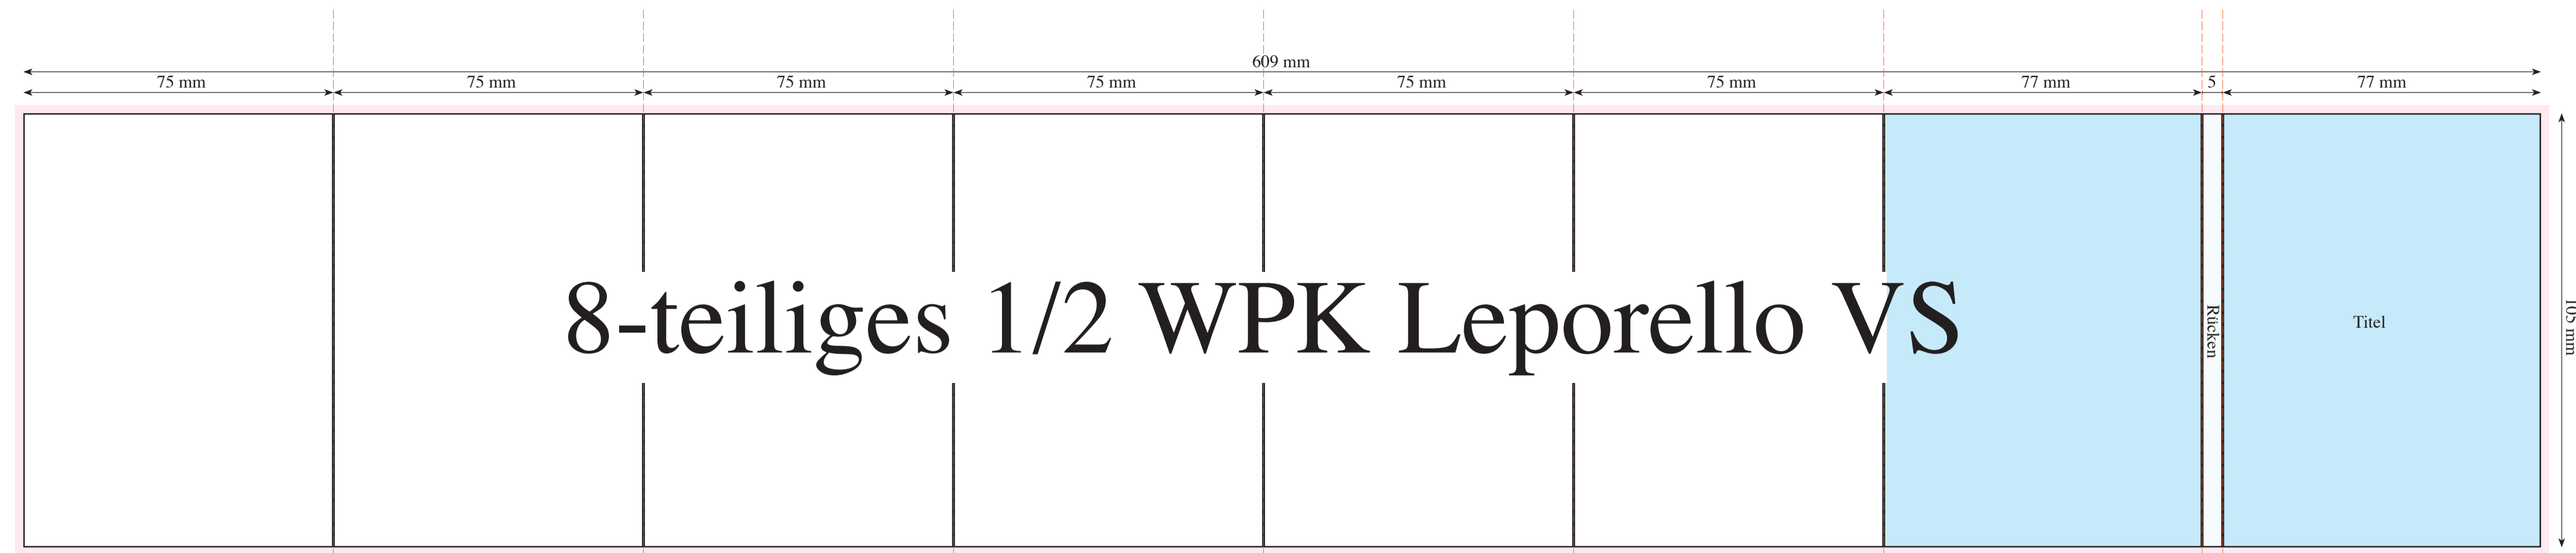 609 mm
75 mm 75 mm 75 mm 75 mm 75 mm 75 mm 77 mm 5 77 mm
8-teiliges 1/2 WPK Leporello VS
Rücken
Titel
105 mm